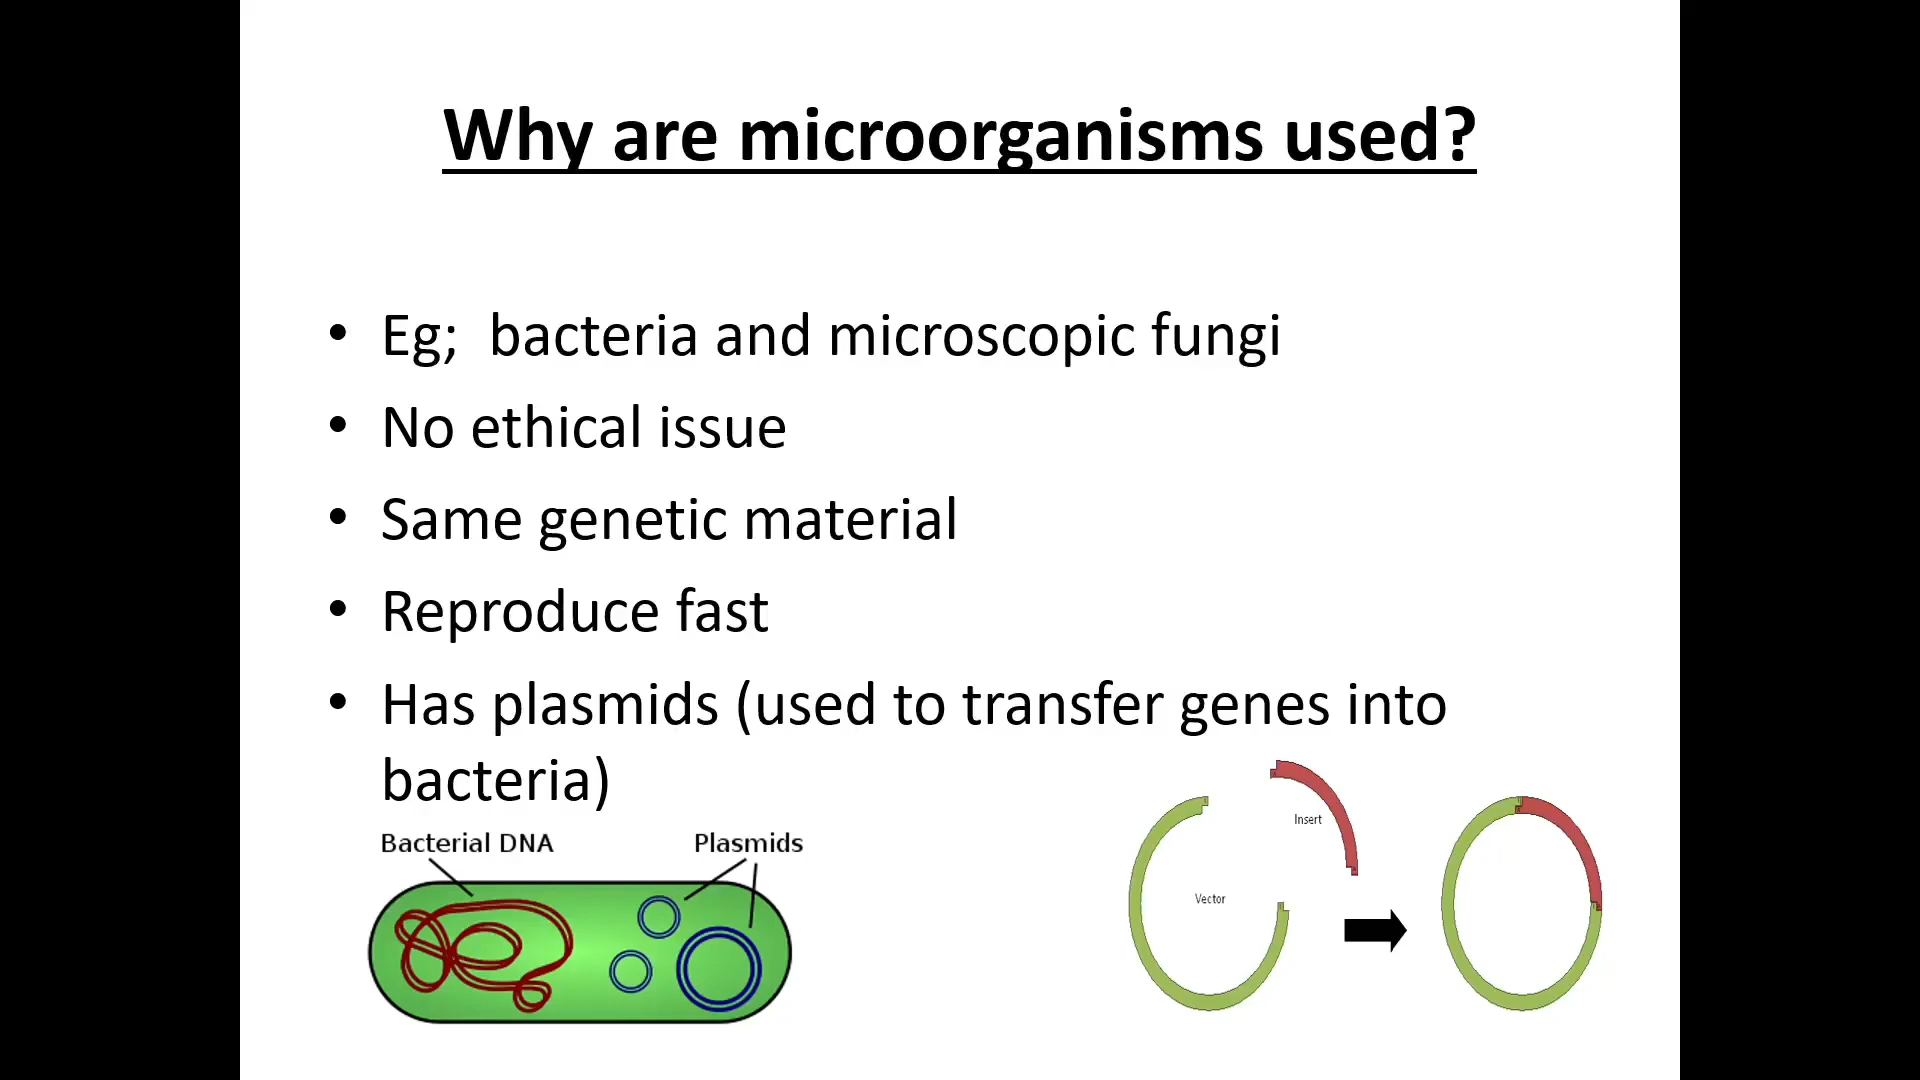 Why are microorganisms used?
• Eg;  bacteria and microscopic fungi
• No ethical issue
• Same genetic material
• Reproduce fast
• Has plasmids (used to transfer genes into
bacteria)
Bacterial DNA
Plasmids
Insert
Vector